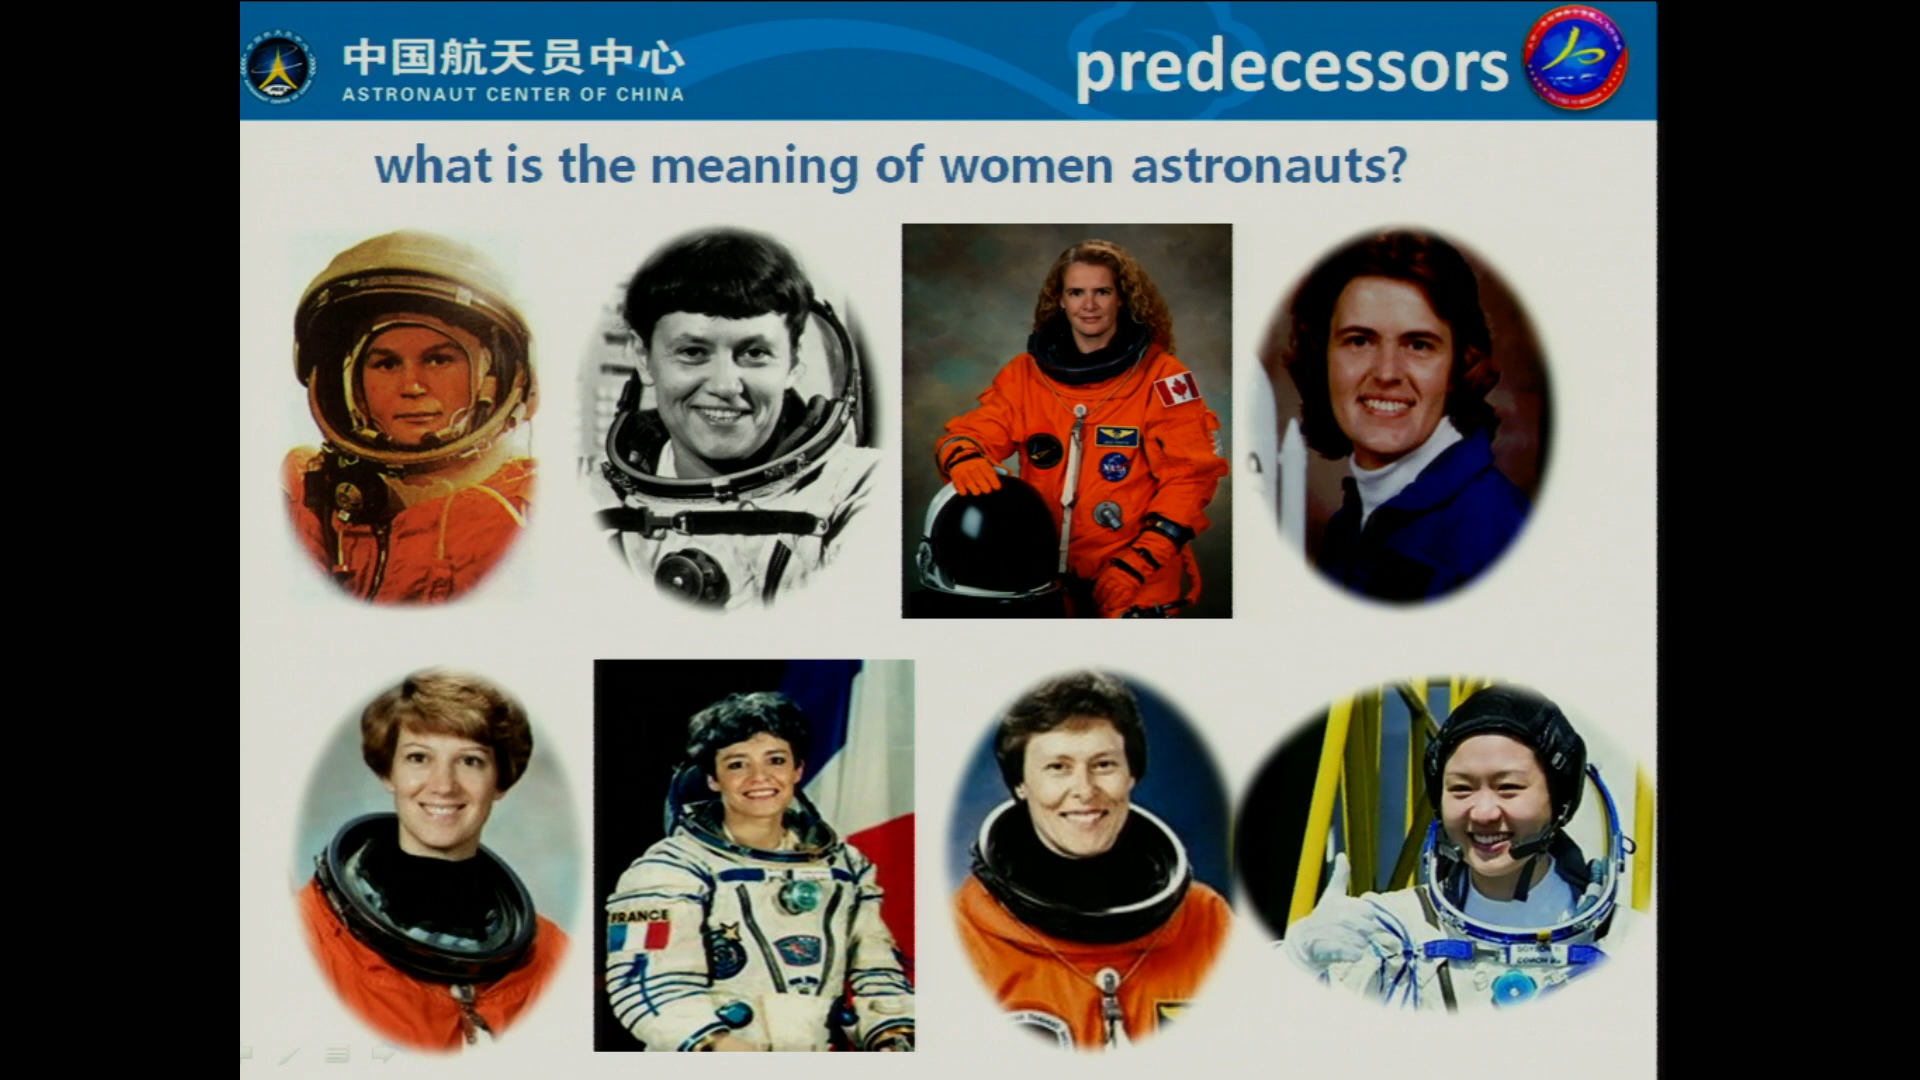 中国航天员中心
ASTRONAUT CENTER OF CHINA
predecessors
what is the meaning of women astronauts?
NASA
FRANCE